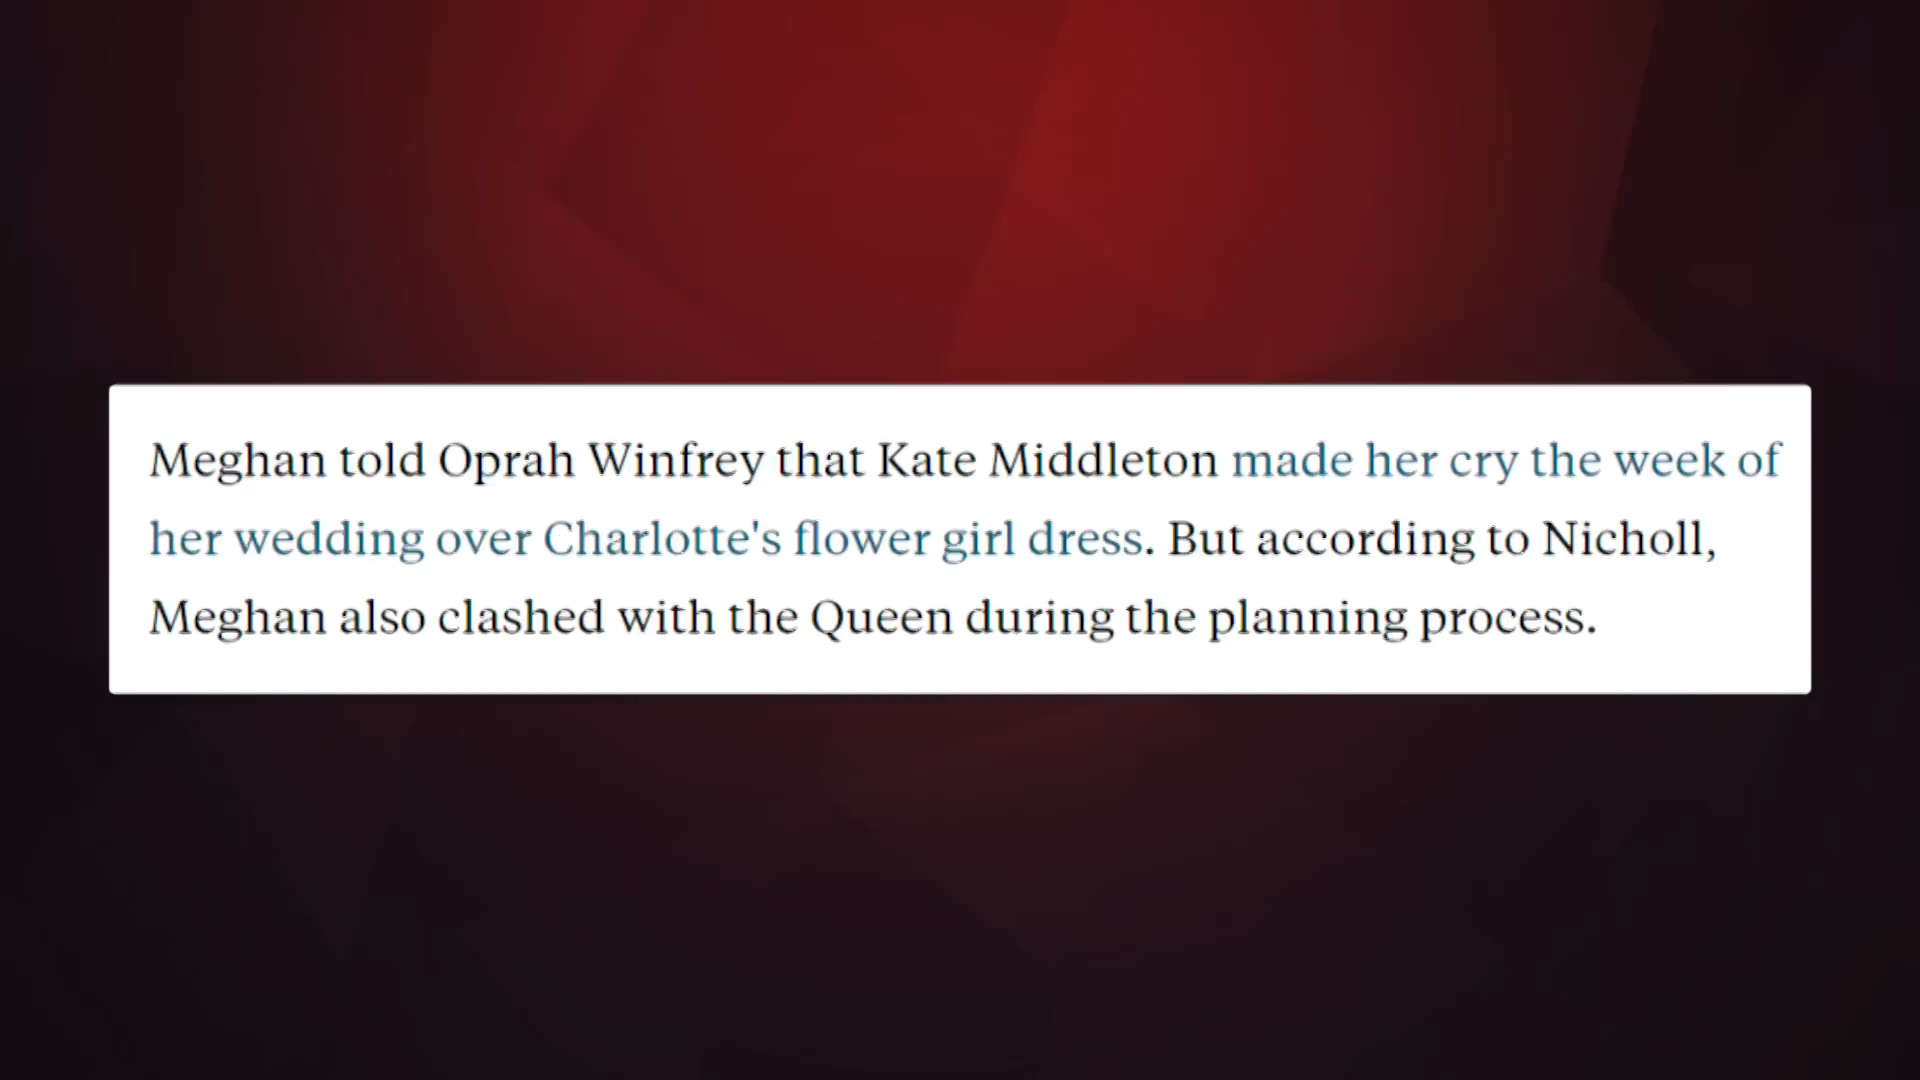 Meghan told Oprah Winfrey that Kate Middleton made her cry the week of
her wedding over Charlotte's flower girl dress. But according to Nicholl,
Meghan also clashed with the Queen during the planning process.